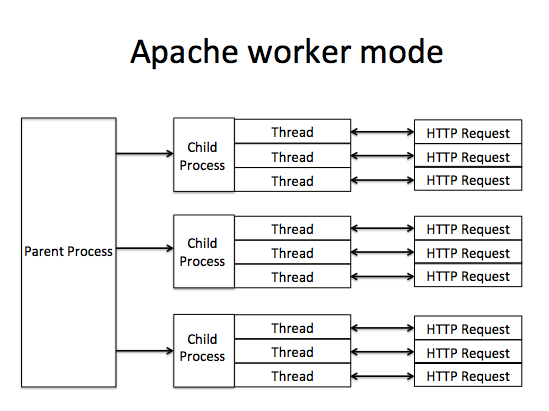 Apache worker mode
Parent Process
Child
Process
Thread
Thread
Thread
HTTP Request
HTTP Request
HTTP Request
Child
Process
Thread
Thread
Thread
HTTP Request
HTTP Request
HTTP Request
Child
Process
Thread
Thread
Thread
HTTP Request
HTTP Request
HTTP Request